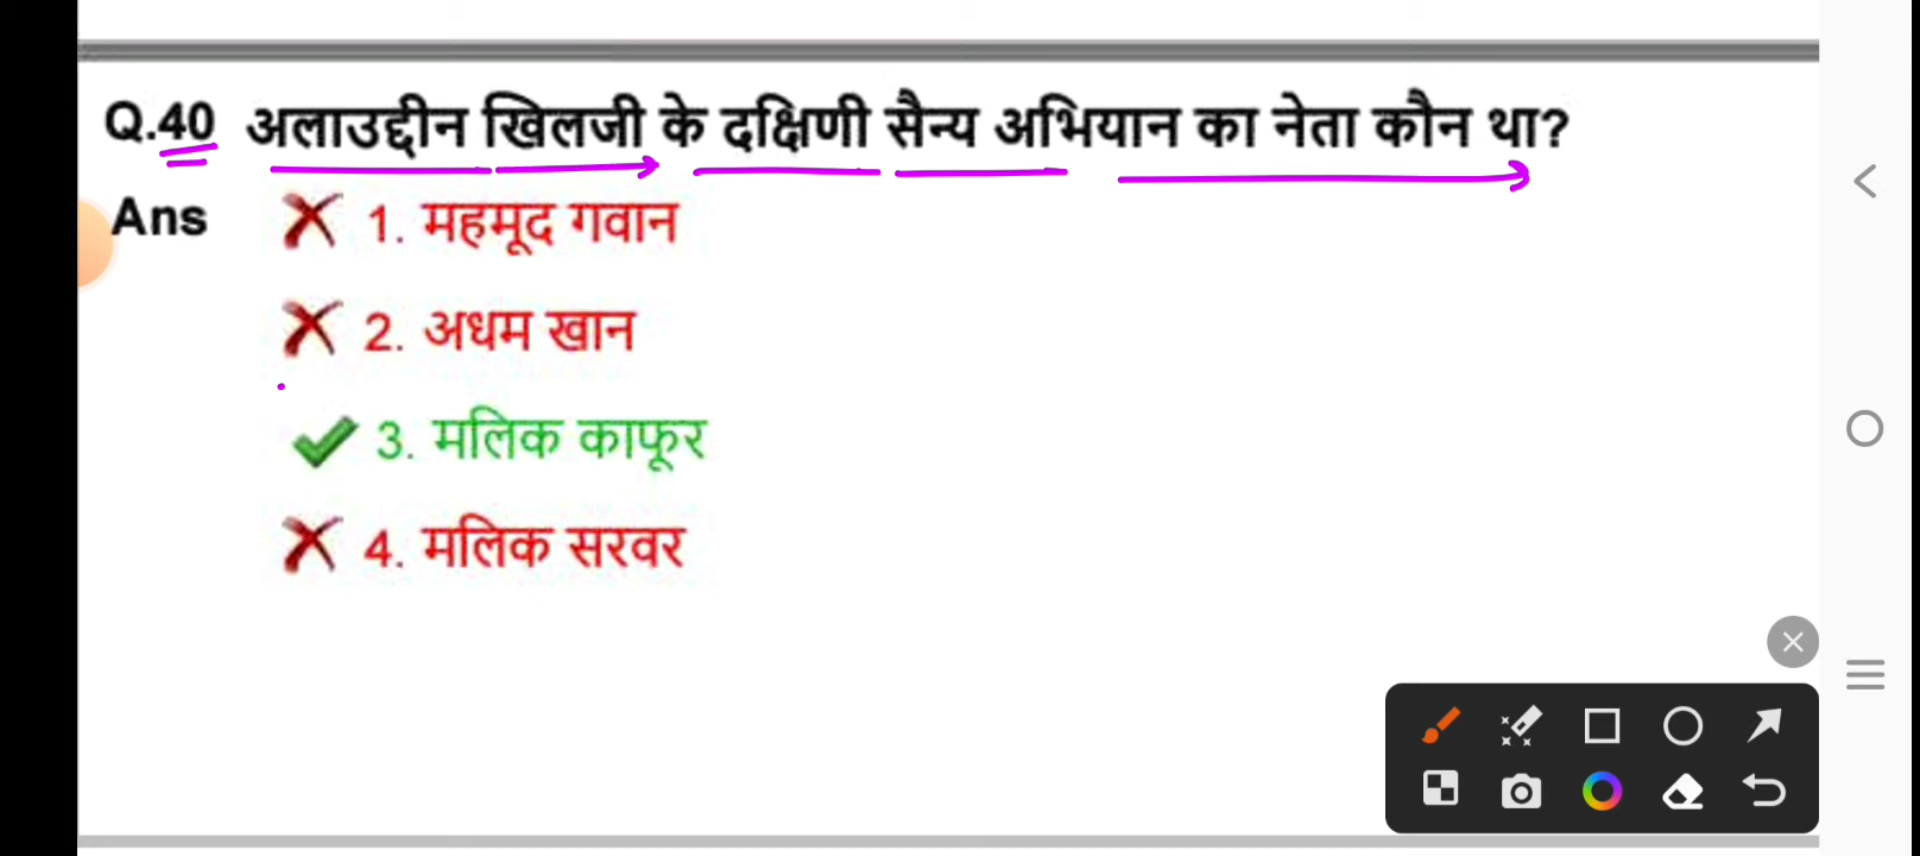 Q.40 अलाउद्दीन खिलजी के दक्षिणी सैन्य अभियान का नेता कौन था?
Ans 1. महमूद गवान
2. अधम खान
3. मलिक काफूर
4. मलिक सरवर